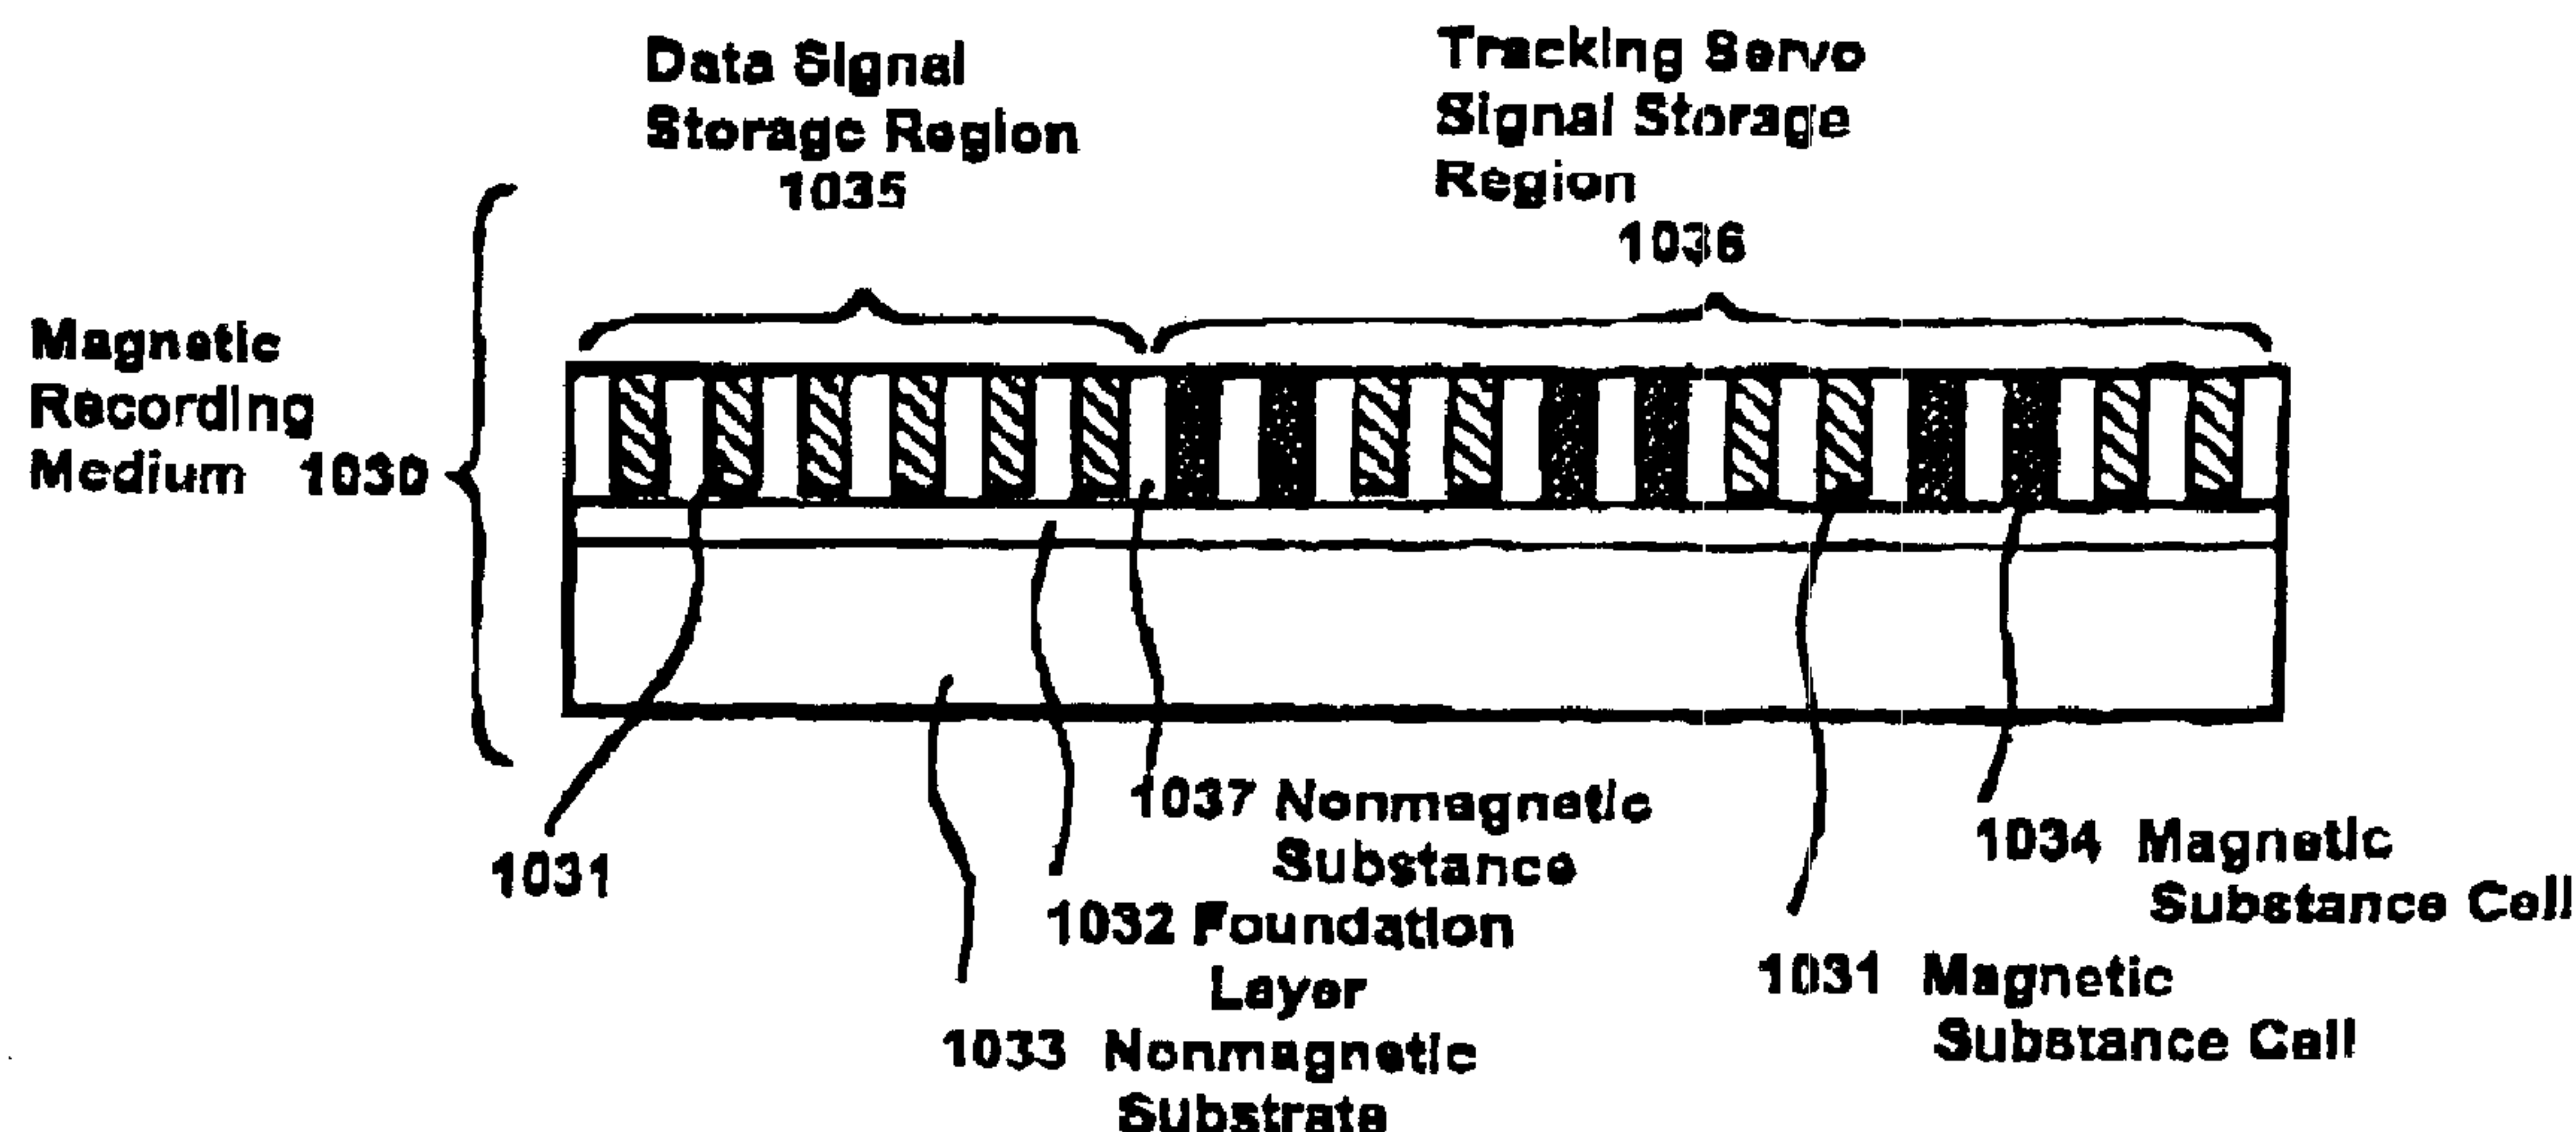 Data Signal
Storage Region
1035
Tracking Servo
Signal Storage
Region
1036
Magnetic
Recording
Medium 1030
1031
1037 Nonmagnetic
Substance
1032 Foundation
Layer
1033 Nonmagnetic
Substrate
1034 Magnetic
Substance Cell
1031 Magnetic
Substance Cell